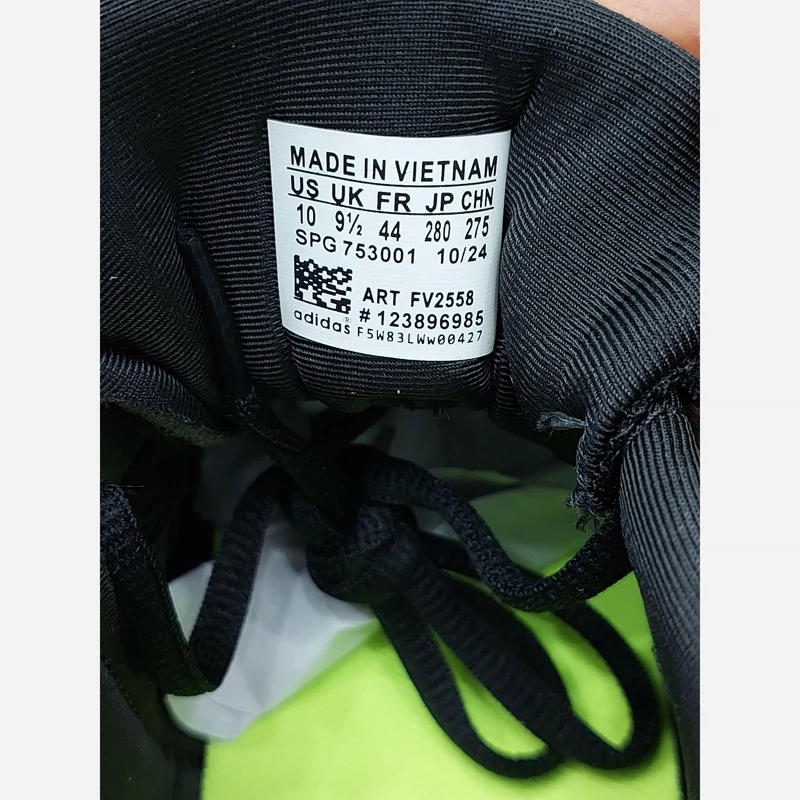 MADE IN VIETNAM
US UK FR JP CHN
10 9½ 44 280 275
SPG 753001 10/24
ART FV2558
# 123896985
adidas® F5W83LWw00427